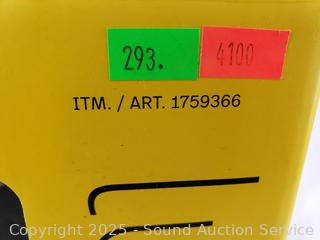 293. 4100
ITM. / ART. 1759366
Copyright 2025 - Sound Auction Service